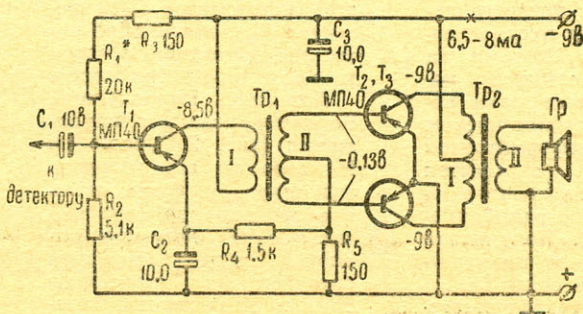 R₁* R₃ 150
20к
C₃
10,0
6,5-8 ма
-9в
T₂, T₃
МП40
-9в
Тр₁
Тр₂
Гр
C₁ 10в
T₁
МП40
-8,5в
I
II
-0,13в
I
II
к
детектору
R₂
5,1к
C₂
10,0
R₄ 1,5к
R₅
150
-9в
+